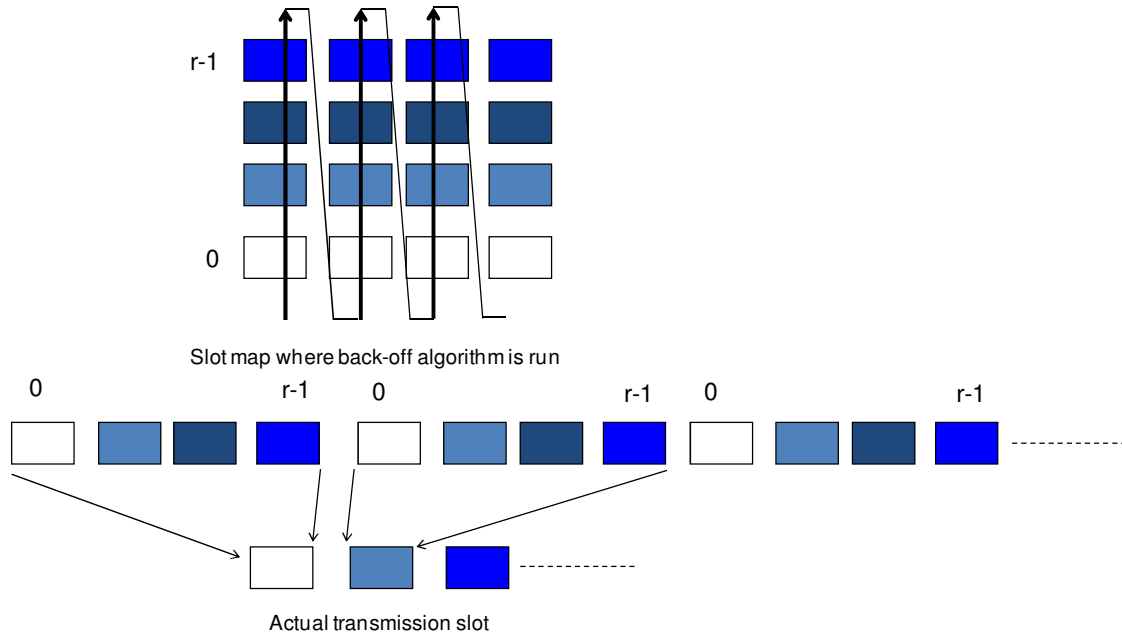 r-1
0
Slot map where back-off algorithm is run
0 r-1 0 r-1 0 r-1
Actual transmission slot